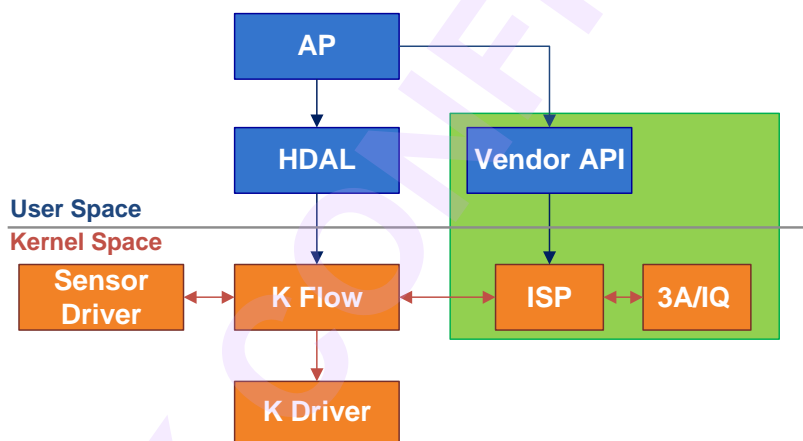 AP
HDAL
Vendor API
User Space
Kernel Space
Sensor
Driver
K Flow
ISP
3A/IQ
K Driver